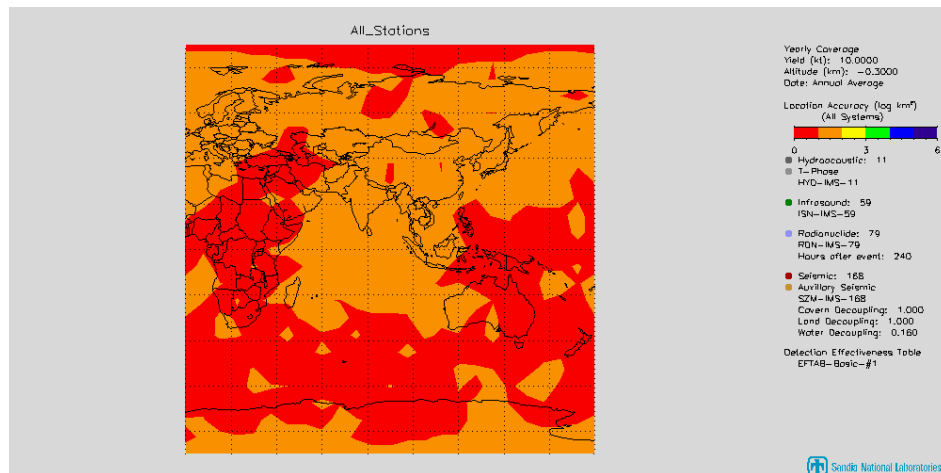 All_Stations
Yearly Coverage
Yield (kt): 10.0000
Altitude (km): -0.3000
Date: Annual Average
Location Accuracy (log km²)
(All Systems)
0 3 6
Hydroacoustic: 11
T-Phase
HYD-IMS-11
Infrasound: 59
ISN-IMS-59
Radionuclide: 79
RDN-IMS-79
Hours after event: 240
Seismic: 168
Auxiliary Seismic
SZM-IMS-168
Cavern Decoupling: 1.000
Land Decoupling: 1.000
Water Decoupling: 0.160
Detection Effectiveness Table
EFTAB-Basic-#1
Sandia National Laboratories